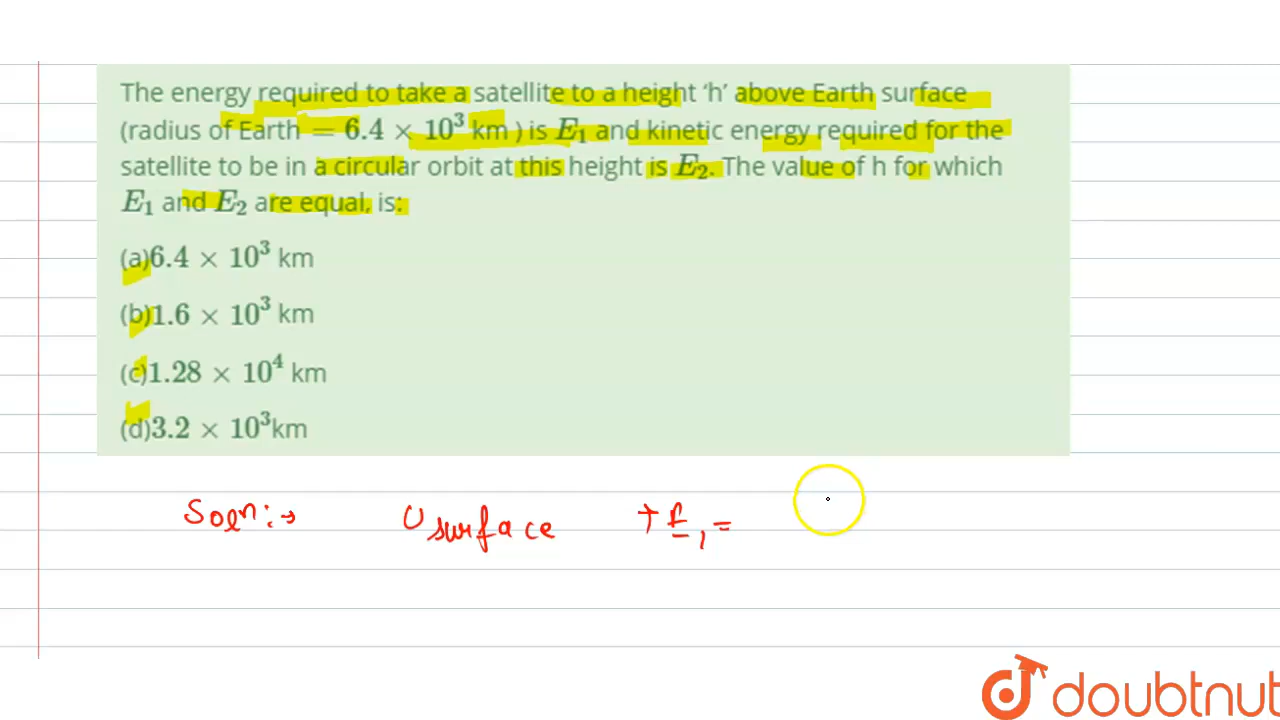 The energy required to take a satellite to a height ‘h’ above Earth surface
(radius of Earth = 6.4 × 10³ km ) is E₁ and kinetic energy required for the
satellite to be in a circular orbit at this height is E₂. The value of h for which
E₁ and E₂ are equal, is:
(a)6.4 × 10³ km
(b)1.6 × 10³ km
(c)1.28 × 10⁴ km
(d)3.2 × 10³km
Soln:→ U surface + E₁ =
doubtnut